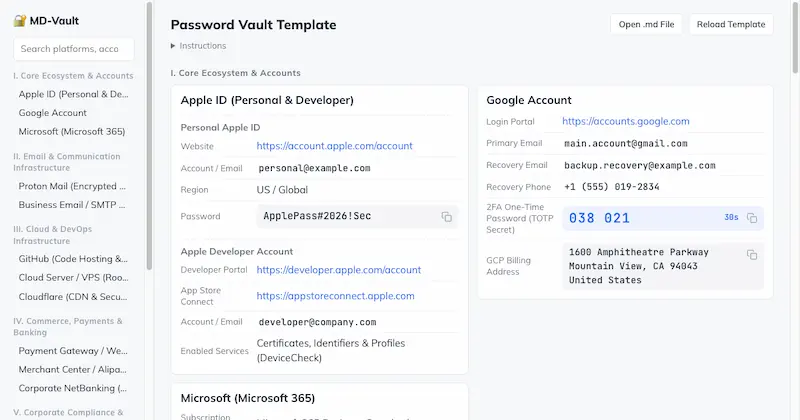 MD-Vault
Search platforms, acco
I. Core Ecosystem & Accounts
Apple ID (Personal & De...
Google Account
Microsoft (Microsoft 365)
II. Email & Communication
Infrastructure
Proton Mail (Encrypted ...
Business Email / SMTP ...
III. Cloud & DevOps
Infrastructure
GitHub (Code Hosting &...
Cloud Server / VPS (Roo...
Cloudflare (CDN & Secu...
IV. Commerce, Payments &
Banking
Payment Gateway / We...
Merchant Center / Alipa...
Corporate NetBanking (...
V. Corporate Compliance &
Password Vault Template
Open .md File
Reload Template
Instructions
I. Core Ecosystem & Accounts
Apple ID (Personal & Developer)
Personal Apple ID
Website https://account.apple.com/account
Account / Email personal@example.com
Region US / Global
Password ApplePass#2026!Sec
Apple Developer Account
Developer Portal https://developer.apple.com/account
App Store
Connect https://appstoreconnect.apple.com
Account / Email developer@company.com
Enabled Services Certificates, Identifiers & Profiles
(DeviceCheck)
Microsoft (Microsoft 365)
Subscription
Google Account
Login Portal https://accounts.google.com
Primary Email main.account@gmail.com
Recovery Email backup.recovery@example.com
Recovery Phone +1 (555) 019-2834
2FA One-Time
Password (TOTP
Secret)
038 021 30s
GCP Billing
Address
1600 Amphitheatre Parkway
Mountain View, CA 94043
United States